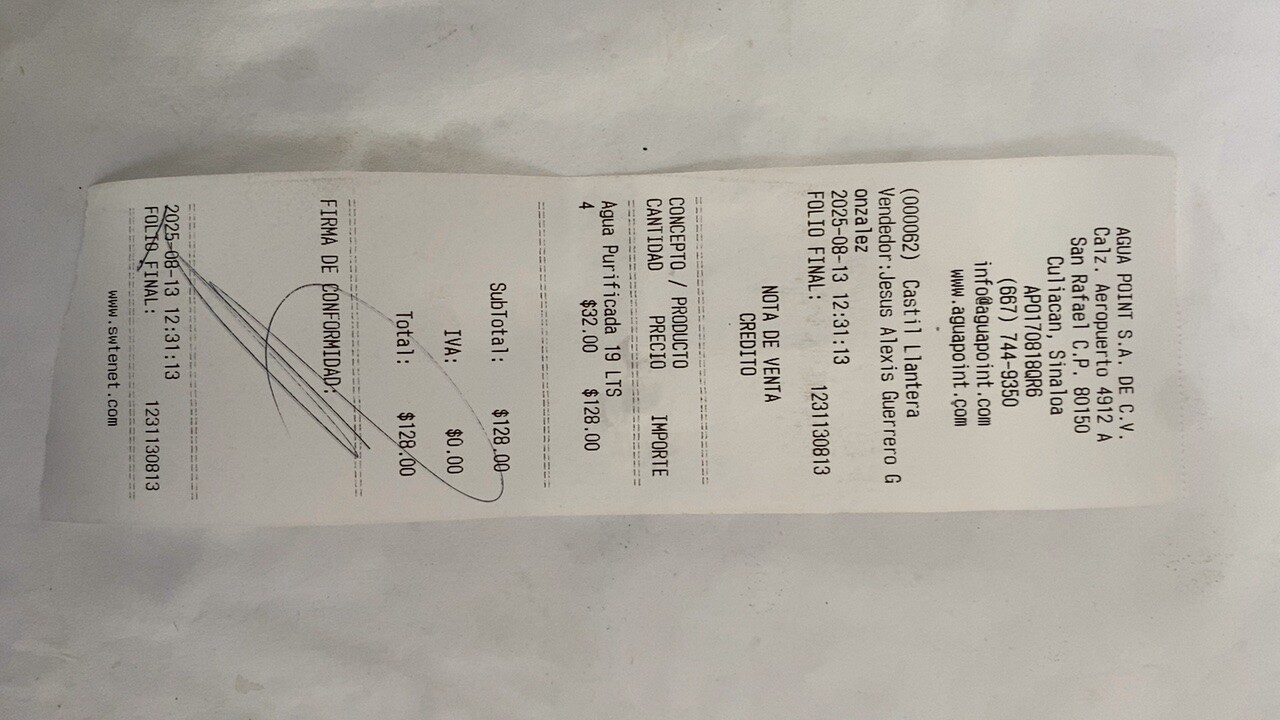 AGUA POINT S.A. DE C.V.
Calz. Aeropuerto 4912 A
San Rafael C.P. 80150
Culiacan, Sinaloa
APO170818QR6
(667) 744-9350
info@aguapoint.com
www.aguapoint.com
(000062) Castil Llantera
Vendedor:Jesus Alexis Guerrero G
onzalez
2025-08-13 12:31:13
FOLIO FINAL: 1231130813
NOTA DE VENTA
CREDITO
CONCEPTO / PRODUCTO
CANTIDAD PRECIO IMPORTE
Agua Purificada 19 LTS
4 $32.00 $128.00
SubTotal: $128.00
IVA: $0.00
Total: $128.00
FIRMA DE CONFORMIDAD:
2025-08-13 12:31:13
FOLIO FINAL: 1231130813
www.swtenet.com